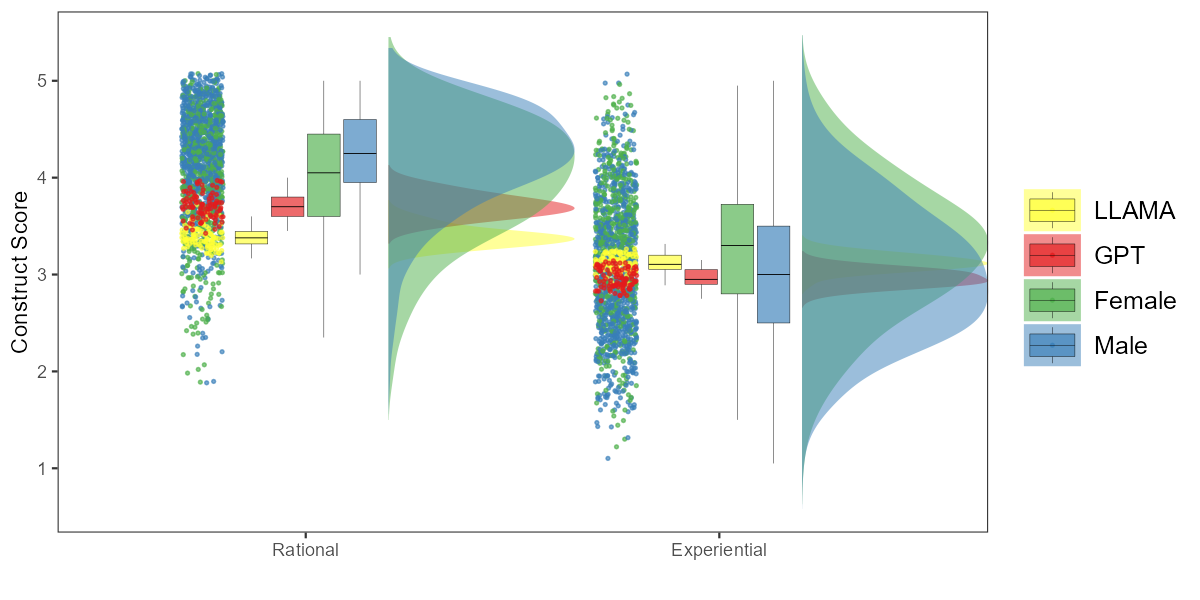 Construct Score
5
4
3
2
1
Rational
Experiential
LLAMA
GPT
Female
Male